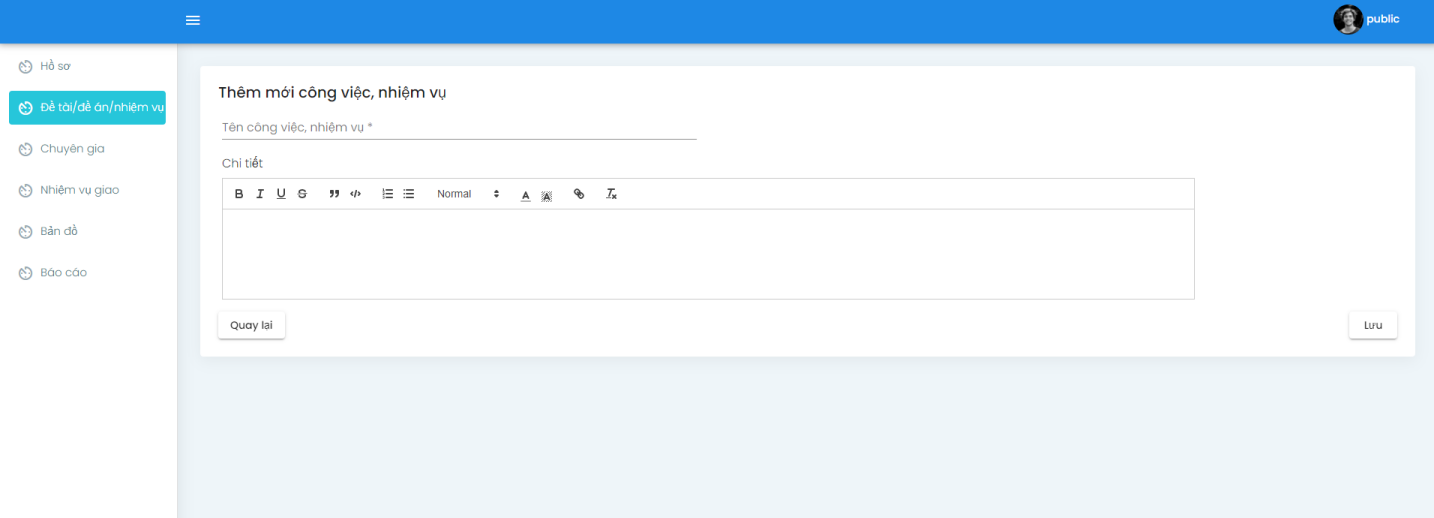 public
Hồ sơ
Đề tài/đề án/nhiệm vụ
Chuyên gia
Nhiệm vụ giao
Bản đồ
Báo cáo
Thêm mới công việc, nhiệm vụ
Tên công việc, nhiệm vụ *
Chi tiết
Normal
Quay lại
Lưu